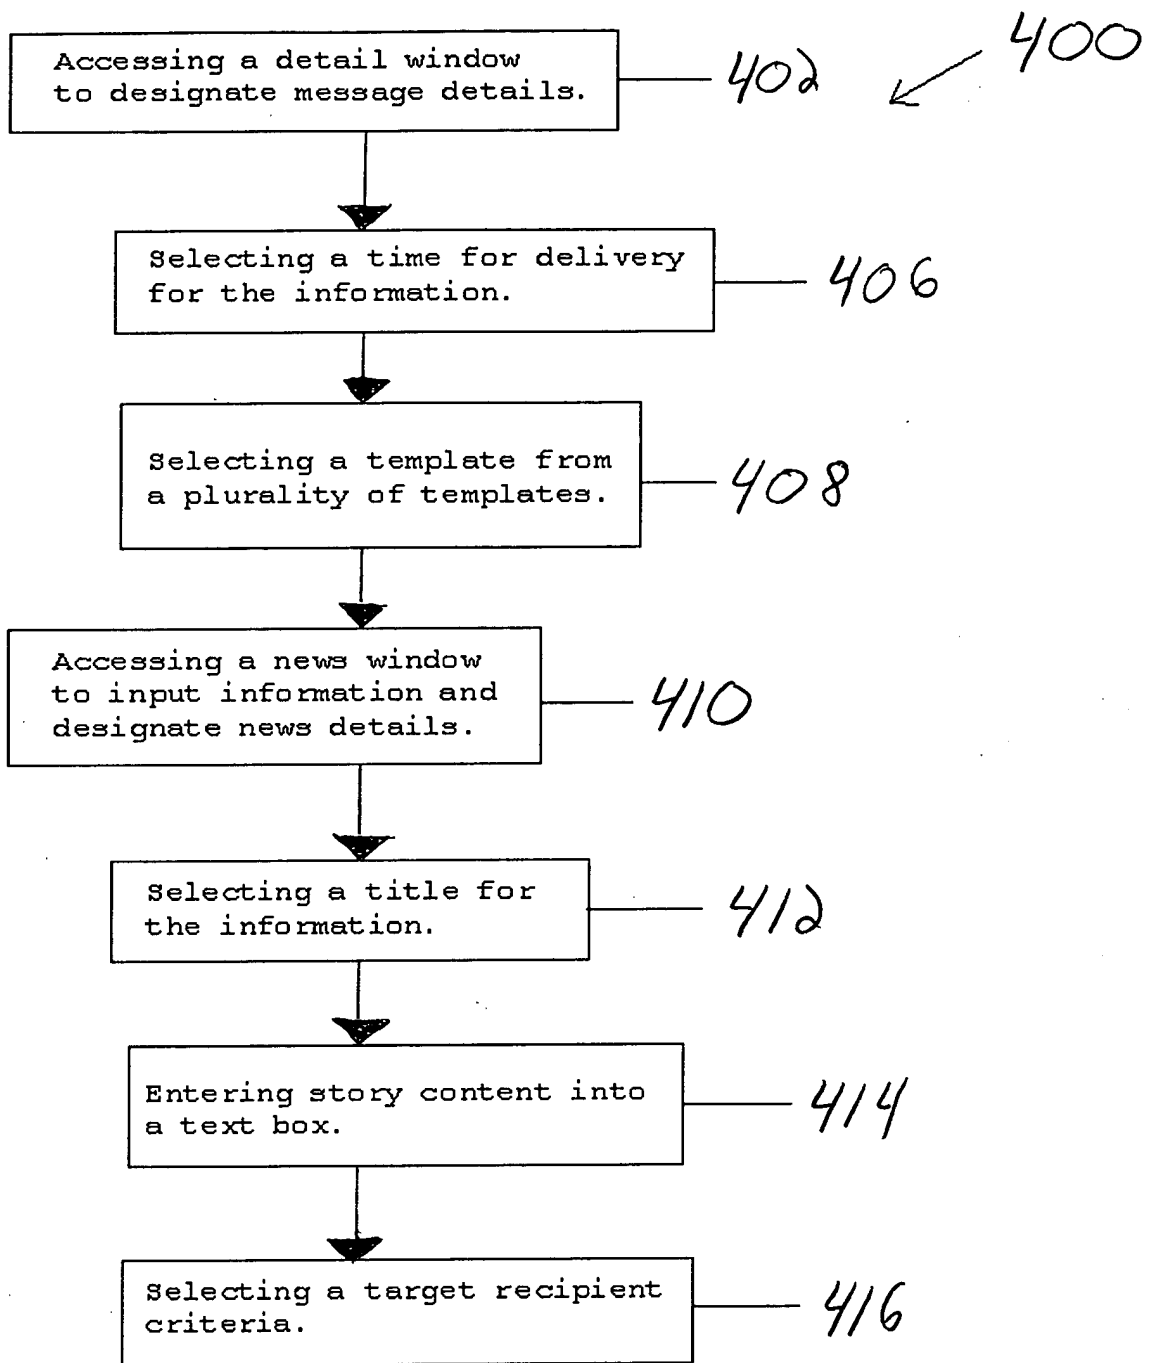 400
Accessing a detail window
to designate message details.
402
Selecting a time for delivery
for the information.
406
Selecting a template from
a plurality of templates.
408
Accessing a news window
to input information and
designate news details.
410
Selecting a title for
the information.
412
Entering story content into
a text box.
414
Selecting a target recipient
criteria.
416